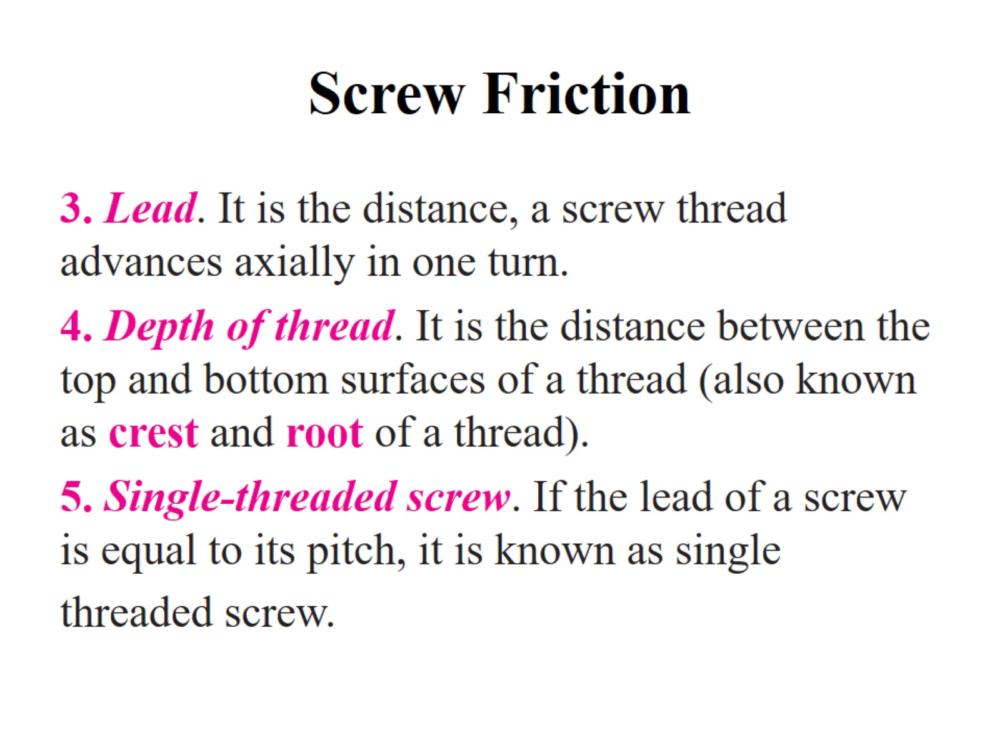 Screw Friction
3. Lead. It is the distance, a screw thread
advances axially in one turn.
4. Depth of thread. It is the distance between the
top and bottom surfaces of a thread (also known
as crest and root of a thread).
5. Single-threaded screw. If the lead of a screw
is equal to its pitch, it is known as single
threaded screw.